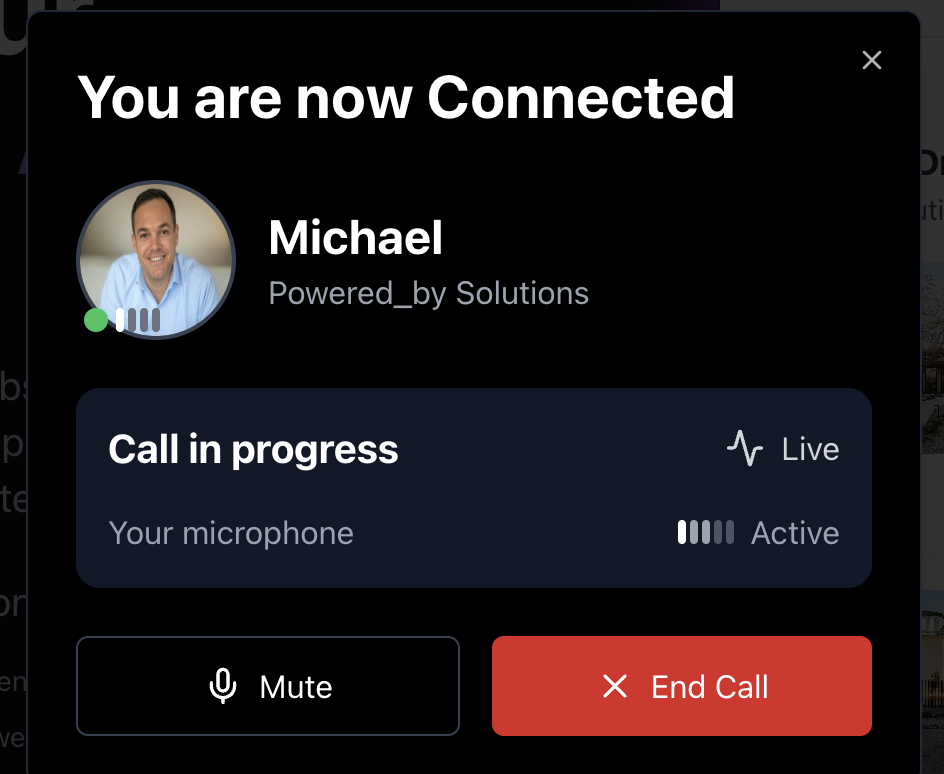 You are now Connected
Michael
Powered_by Solutions
Call in progress
Live
Your microphone
Active
Mute
End Call